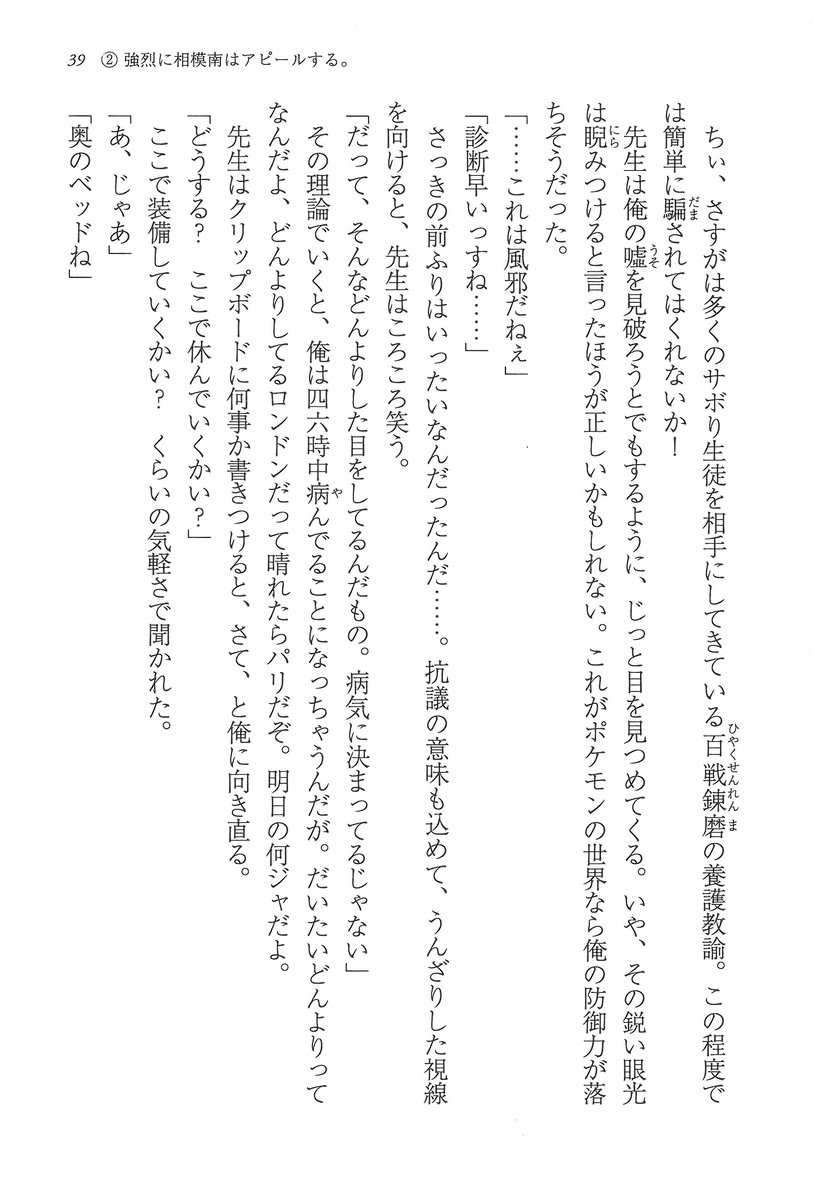 39 ② 強烈に相模南はアピールする。
ちぃ、さすがは多くのサボり生徒を相手にしてきている百戦錬磨の養護教諭。この程度で
は簡単に騙されてはくれないか！
先生は俺の嘘を見破ろうとでもするように、じっと目を見つめてくる。いや、その鋭い眼光
は睨みつけると言ったほうが正しいかもしれない。これがポケモンの世界なら俺の防御力が落
ちそうだった。
「……これは風邪だねぇ」
「診断早いっすね……」
さっきの前ふりはいったいなんだったんだ……。抗議の意味も込めて、うんざりした視線
を向けると、先生はころころ笑う。
「だって、そんなどんよりした目をしてるんだもの。病気に決まってるじゃない」
その理論でいくと、俺は四六時中病んでることになっちゃうんだが。だいたいどんよりって
なんだよ、どんよりしてるロンドンだって晴れたらパリだぞ。明日の何ジャだよ。
先生はクリップボードに何事か書きつけると、さて、と俺に向き直る。
「どうする？　ここで休んでいくかい？」
ここで装備していくかい？　くらいの気軽さで聞かれた。
「あ、じゃあ」
「奥のベッドね」